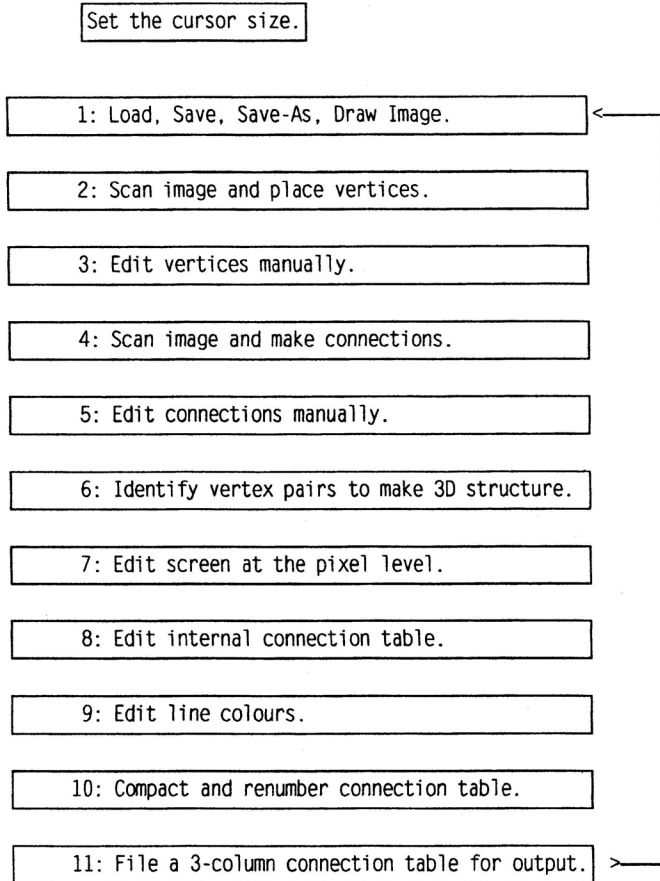 Set the cursor size.
1: Load, Save, Save-As, Draw Image.
2: Scan image and place vertices.
3: Edit vertices manually.
4: Scan image and make connections.
5: Edit connections manually.
6: Identify vertex pairs to make 3D structure.
7: Edit screen at the pixel level.
8: Edit internal connection table.
9: Edit line colours.
10: Compact and renumber connection table.
11: File a 3-column connection table for output.